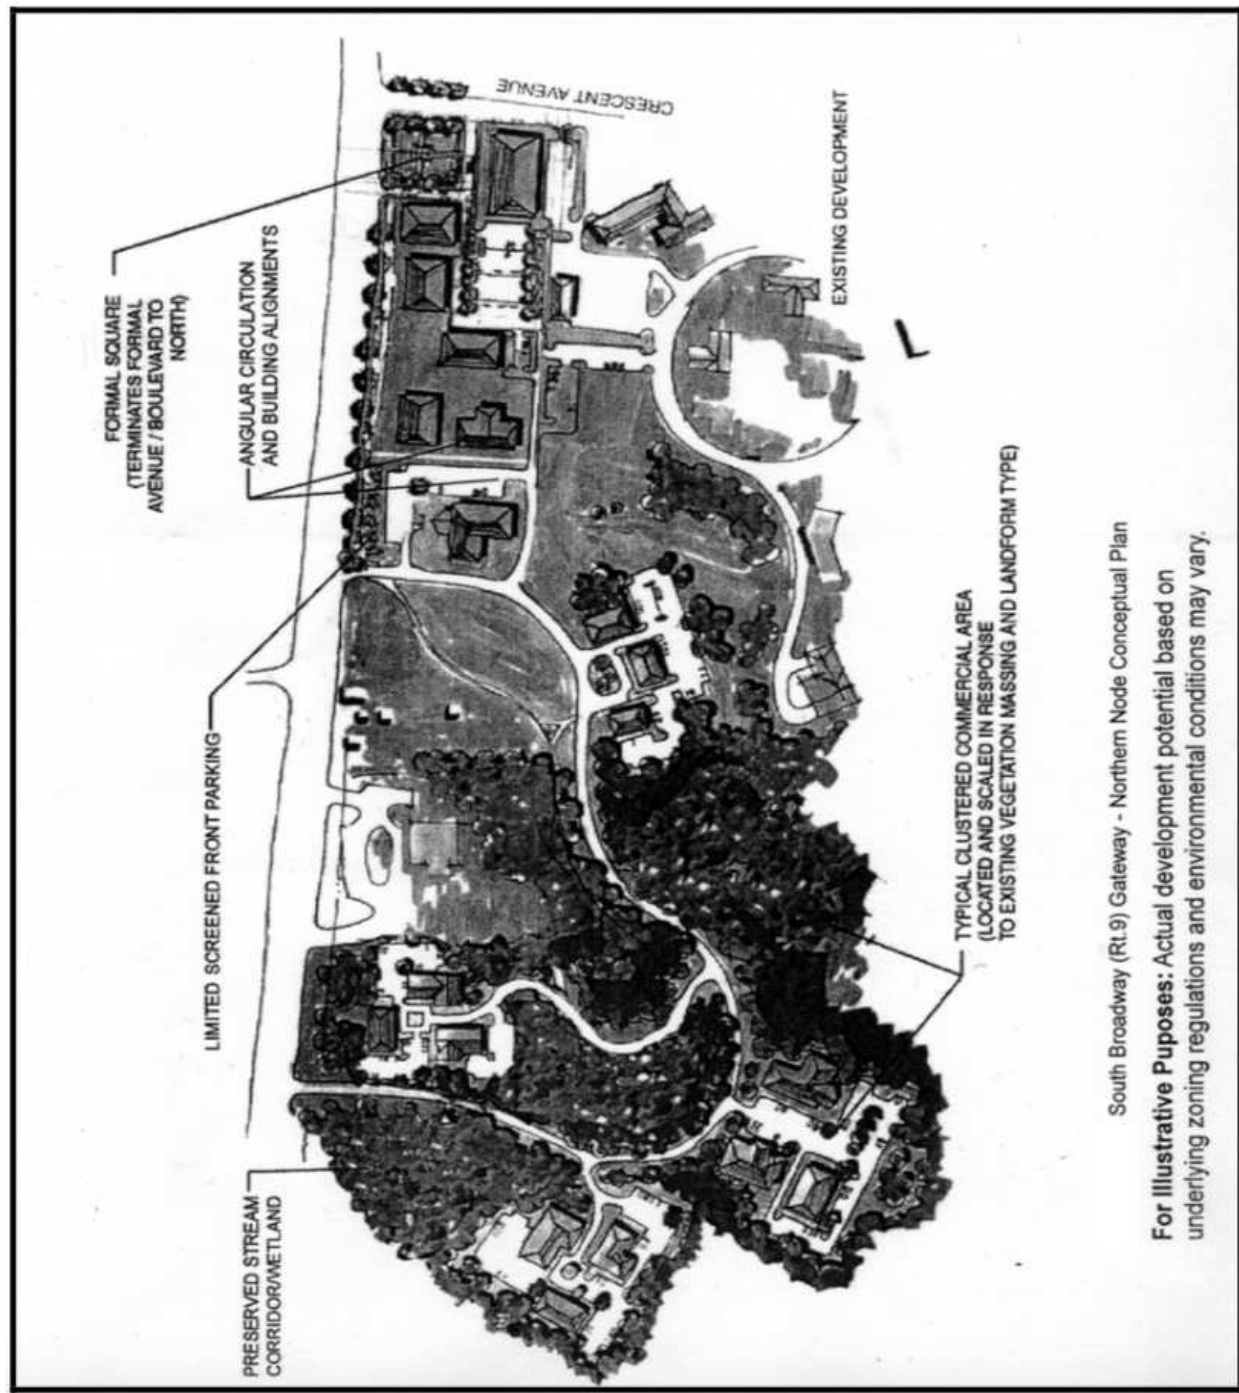 PRESERVED STREAM
CORRIDOR/WETLAND
LIMITED SCREENED FRONT PARKING
FORMAL SQUARE
(TERMINATES FORMAL
AVENUE / BOULEVARD TO
NORTH)
ANGULAR CIRCULATION
AND BUILDING ALIGNMENTS
CRESCENT AVENUE
EXISTING DEVELOPMENT
TYPICAL CLUSTERED COMMERCIAL AREA
(LOCATED AND SCALED IN RESPONSE
TO EXISTING VEGETATION MASSING AND LANDFORM TYPE)
South Broadway (Rt.9) Gateway - Northern Node Conceptual Plan
For Illustrative Puposes: Actual development potential based on
underlying zoning regulations and environmental conditions may vary.